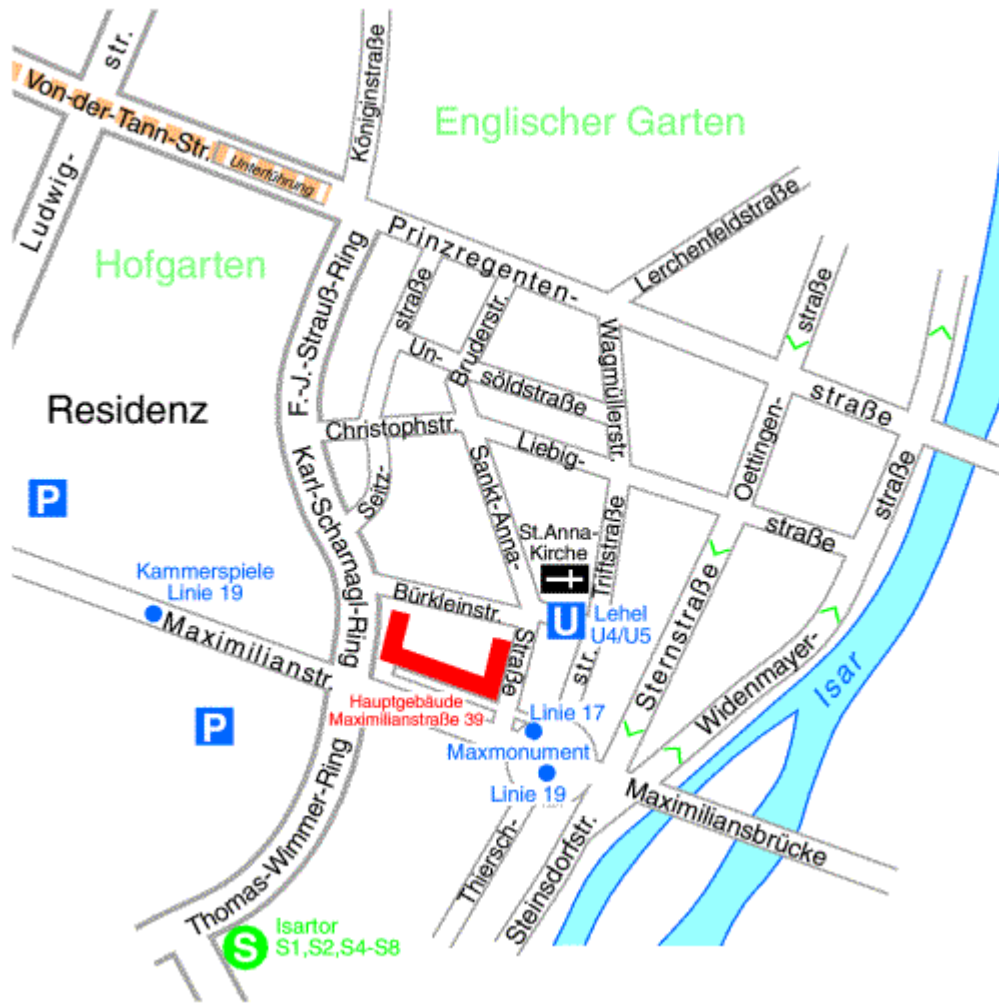 str.
Von-der-Tann-Str.
Unterführung
Ludwig-
Königinstraße
Englischer Garten
Hofgarten
Prinzregenten-
straße
Lerchenfeldstraße
F.-J.-Strauß-Ring
straße
Bruderstr.
Un-
söldstraße
Wagmüllerstr.
straße
Oettingen-
Residenz
Christophstr.
Seitz-
Liebig-
straße
straße
Karl-Scharnagl-Ring
Sankt-Anna-
Straße
St.Anna-
Kirche
Triftstraße
P
Kammerspiele
Linie 19
Maximilianstr.
Bürkleinstr.
U
Lehel
U4/U5
str.
Sternstraße
Widenmayer-
Isar
P
Hauptgebäude
Maximilianstraße 39
Linie 17
Maxmonument
Linie 19
Maximiliansbrücke
Thomas-Wimmer-Ring
Thiersch-
Steinsdorfstr.
S
Isartor
S1,S2,S4-S8